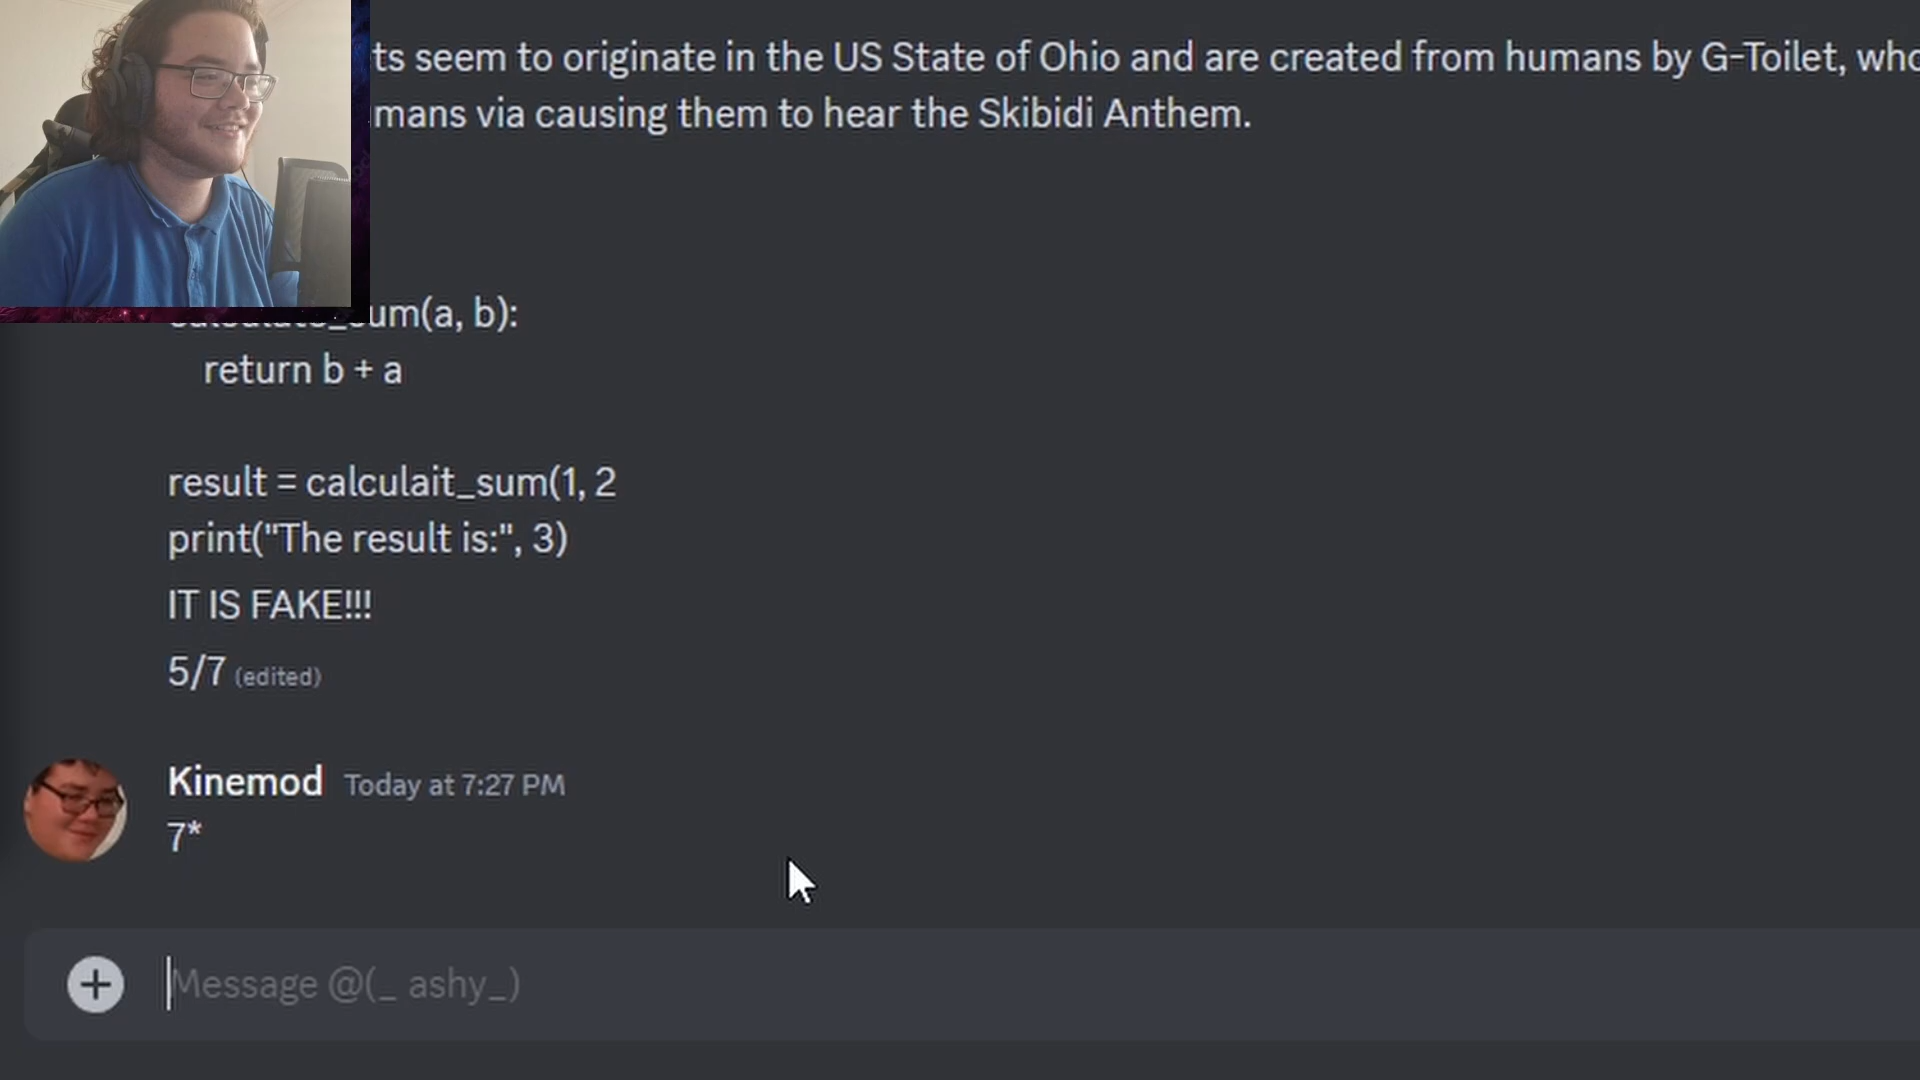 ts seem to originate in the US State of Ohio and are created from humans by G-Toilet, who
mans via causing them to hear the Skibidi Anthem.
calculate_sum(a, b):
return b + a
result = calculait_sum(1, 2
print("The result is:", 3)
IT IS FAKE!!!
5/7 (edited)
Kinemod Today at 7:27 PM
7*
Message @(_ ashy_)